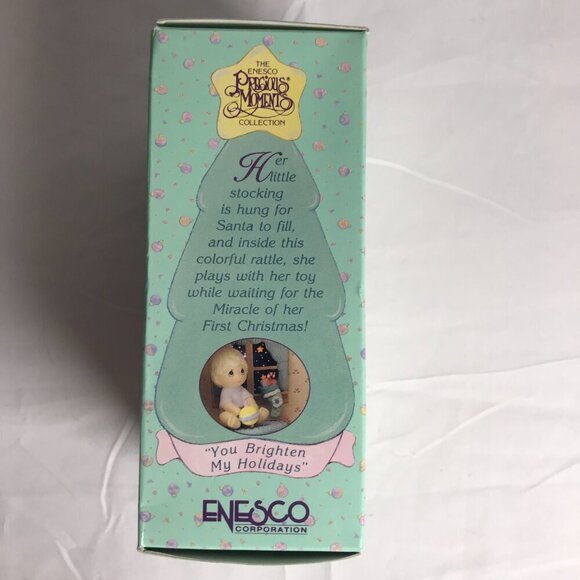 THE
ENESCO
PRECIOUS®
MOMENTS
COLLECTION
Her
little
stocking
is hung for
Santa to fill,
and inside this
colorful rattle, she
plays with her toy
while waiting for the
Miracle of her
First Christmas!
"You Brighten
My Holidays"
ENESCO
CORPORATION